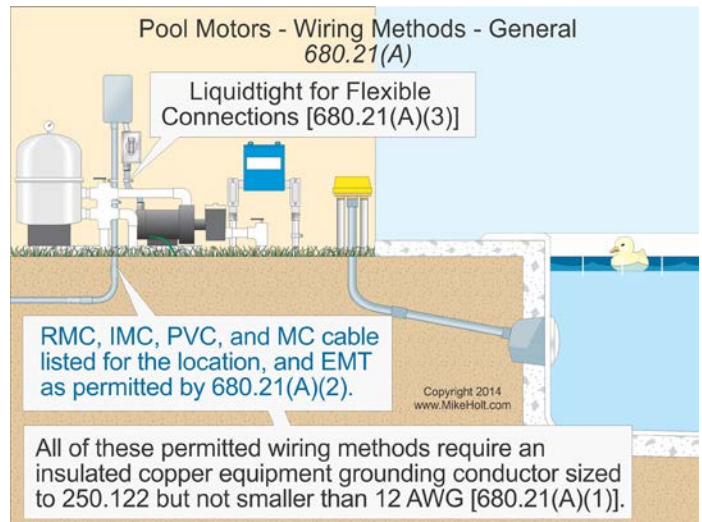 Pool Motors - Wiring Methods - General
680.21(A)
Liquidtight for Flexible
Connections [680.21(A)(3)]
RMC, IMC, PVC, and MC cable
listed for the location, and EMT
as permitted by 680.21(A)(2).
Copyright 2014
www.MikeHolt.com
All of these permitted wiring methods require an
insulated copper equipment grounding conductor sized
to 250.122 but not smaller than 12 AWG [680.21(A)(1)].